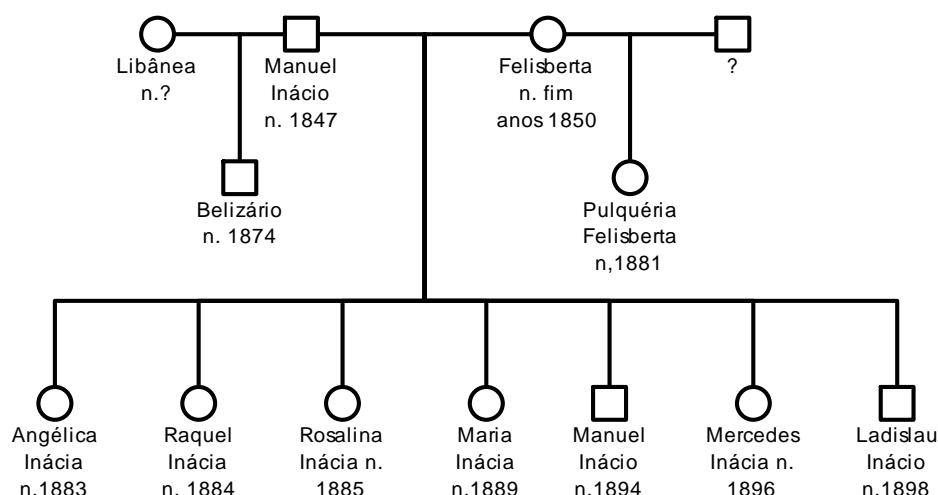 Libânea
n.?
Manuel
Inácio
n. 1847
Felisberta
n. fim
anos 1850
?
Belizário
n. 1874
Pulquéria
Felisberta
n,1881
Angélica
Inácia
n.1883
Raquel
Inácia
n. 1884
Rosalina
Inácia n.
1885
Maria
Inácia
n.1889
Manuel
Inácio
n.1894
Mercedes
Inácia n.
1896
Ladislau
Inácio
n.1898